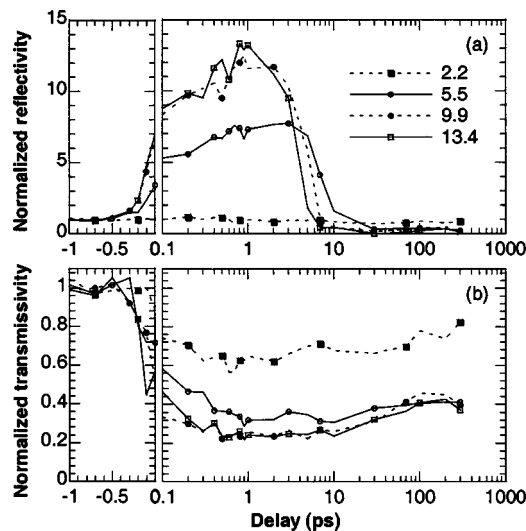 Normalized reflectivity
15
10
5
0
(a)
2.2
5.5
9.9
13.4
-1 -0.5 0 0.1 1 10 100 1000
Normalized transmissivity
1
0.8
0.6
0.4
0.2
0
(b)
-1 -0.5 0 0.1 1 10 100 1000
Delay (ps)